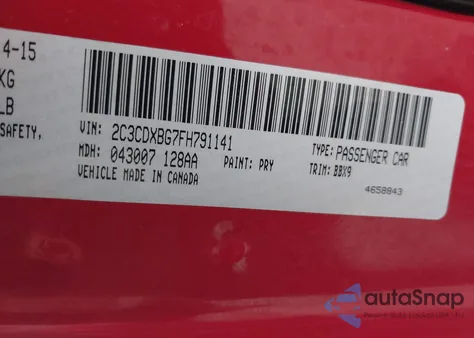 4-15
KG
LB
SAFETY,
VIN: 2C3CDXBG7FH791141
TYPE: PASSENGER CAR
MDH: 043007 128AA
PAINT: PRY
TRIM: BBX9
VEHICLE MADE IN CANADA
4658843
autoSnap